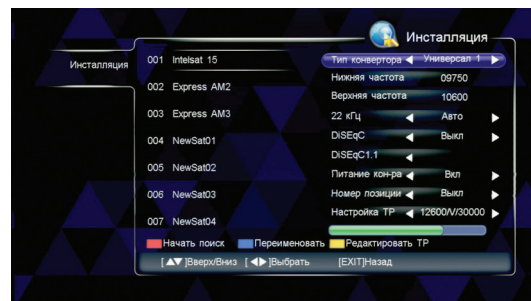 Инсталляция
Инсталляция
001 Intelsat 15
002 Express AM2
003 Express AM3
004 NewSat01
005 NewSat02
006 NewSat03
007 NewSat04
Тип конвертора Универсал 1
Нижняя частота 09750
Верхняя частота 10600
22 кГц Авто
DiSEqC Выкл
DiSEqC1.1
Питание кон-ра Вкл
Номер позиции Выкл
Настройка TP 12600/V/30000
Начать поиск Переименовать Редактировать TP
[▲▼]Вверх/Вниз [◀▶]Выбрать [EXIT]Назад